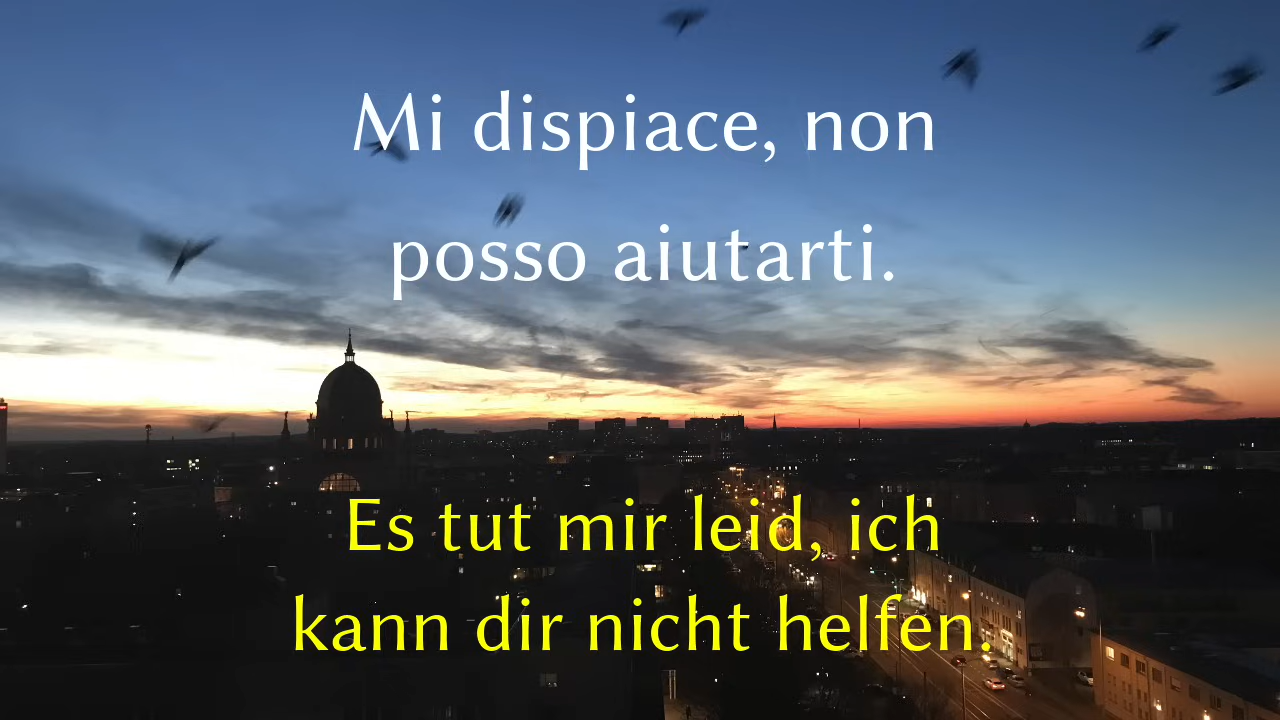 Mi dispiace, non
posso aiutarti.
Es tut mir leid, ich
kann dir nicht helfen.